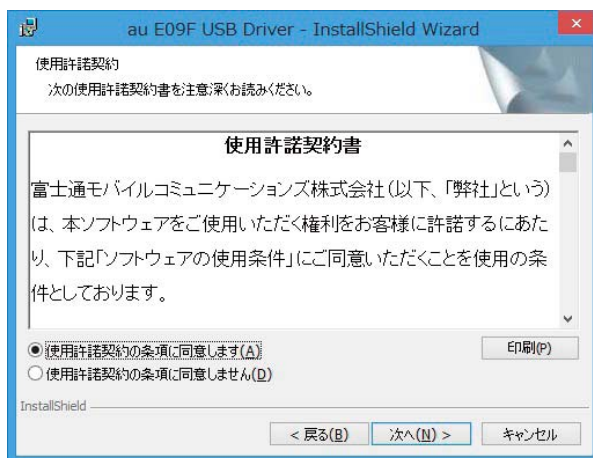 au E09F USB Driver - InstallShield Wizard
使用許諾契約
次の使用許諾契約書を注意深くお読みください。
使用許諾契約書
富士通モバイルコミュニケーションズ株式会社(以下、「弊社」という)
は、本ソフトウェアをご使用いただく権利をお客様に許諾するにあた
り、下記「ソフトウェアの使用条件」にご同意いただくことを使用の条
件としております。
使用許諾契約の条項に同意します(A)
印刷(P)
使用許諾契約の条項に同意しません(D)
InstallShield
< 戻る(B)
次へ(N) >
キャンセル